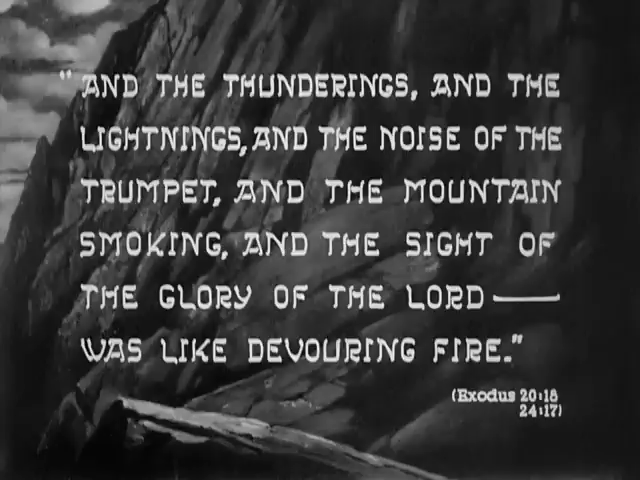 "AND THE THUNDERINGS, AND THE
LIGHTNINGS, AND THE NOISE OF THE
TRUMPET, AND THE MOUNTAIN
SMOKING, AND THE SIGHT OF
THE GLORY OF THE LORD —
WAS LIKE DEVOURING FIRE."
(Exodus 20:18
24:17)